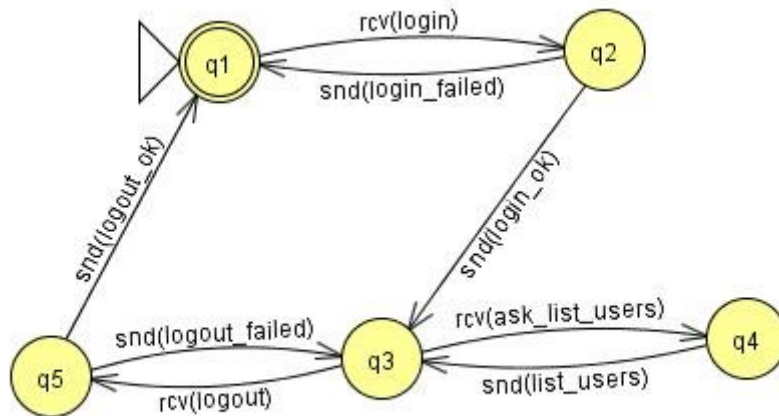 rcv(login)
q1
q2
snd(login_failed)
snd(logout_ok)
snd(login_ok)
snd(logout_failed)
rcv(ask_list_users)
q5
q3
q4
rcv(logout)
snd(list_users)